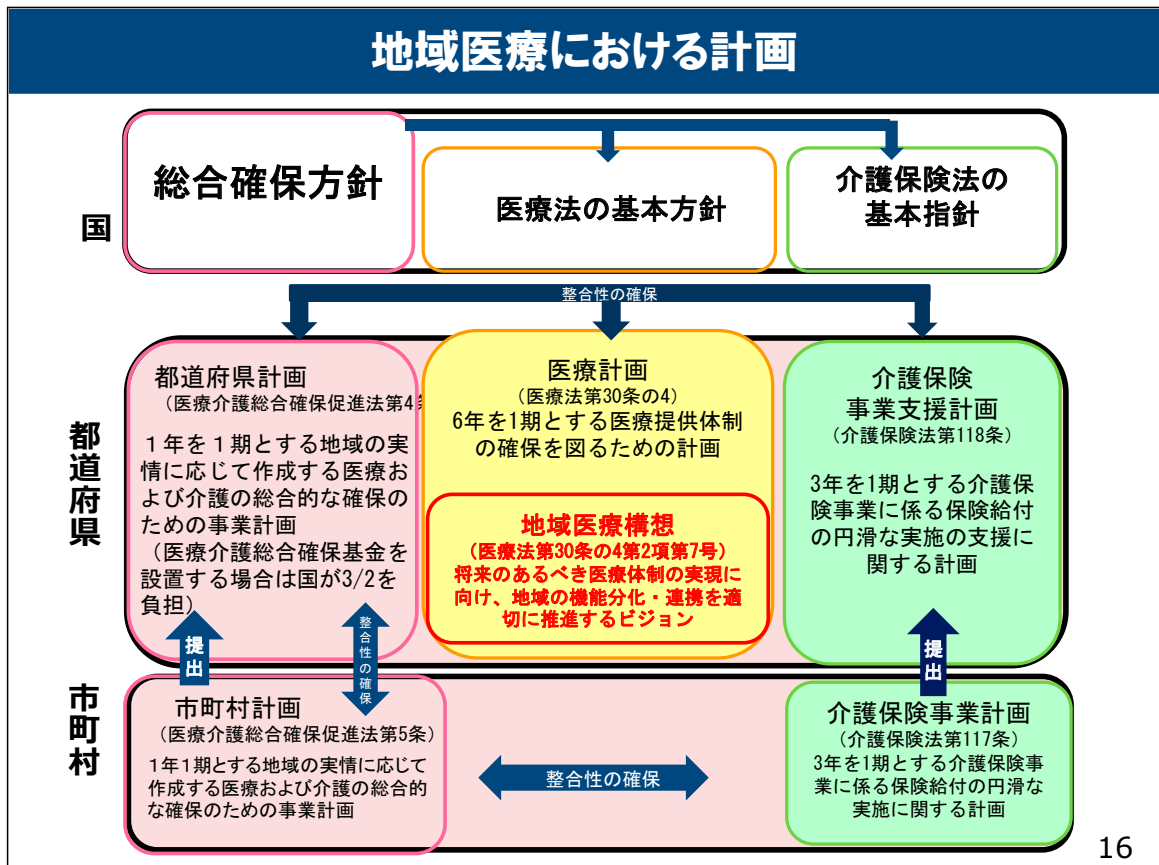 地域医療における計画
国
総合確保方針
医療法の基本方針
介護保険法の
基本指針
整合性の確保
都道府県
都道府県計画
（医療介護総合確保促進法第4
１年を１期とする地域の実
情に応じて作成する医療お
よび介護の総合的な確保の
ための事業計画
（医療介護総合確保基金を
設置する場合は国が3/2を
負担）
医療計画
（医療法第30条の4）
6年を1期とする医療提供体制
の確保を図るための計画
地域医療構想
（医療法第30条の4第2項第7号）
将来のあるべき医療体制の実現に
向け、地域の機能分化・連携を適
切に推進するビジョン
介護保険
事業支援計画
（介護保険法第118条）
3年を1期とする介護保
険事業に係る保険給付
の円滑な実施の支援に
関する計画
提出
整合性の確保
提出
市町村
市町村計画
（医療介護総合確保促進法第5条）
1年1期とする地域の実情に応じて
作成する医療および介護の総合的
な確保のための事業計画
整合性の確保
介護保険事業計画
（介護保険法第117条）
3年を1期とする介護保険事
業に係る保険給付の円滑な
実施に関する計画
16